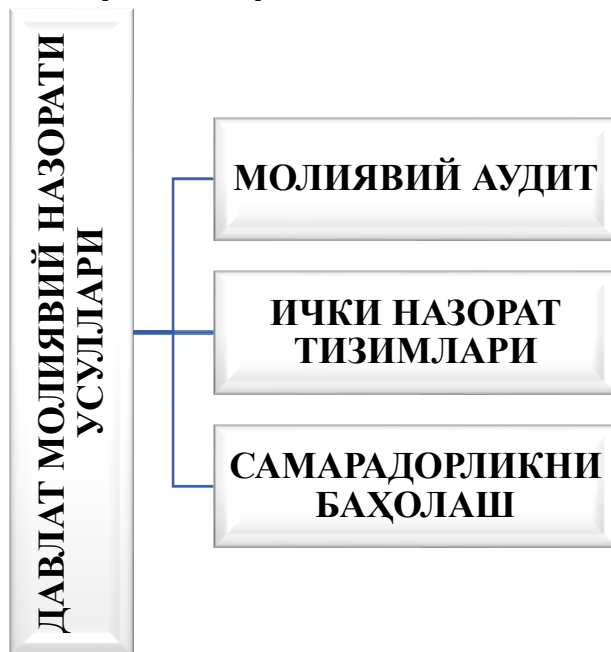 ДАВЛАТ МОЛИЯВИЙ НАЗОРАТИ
УСУЛЛАРИ
МОЛИЯВИЙ АУДИТ
ИЧКИ НАЗОРАТ
ТИЗИМЛАРИ
САМАРАДОРЛИКНИ
БАҲОЛАШ